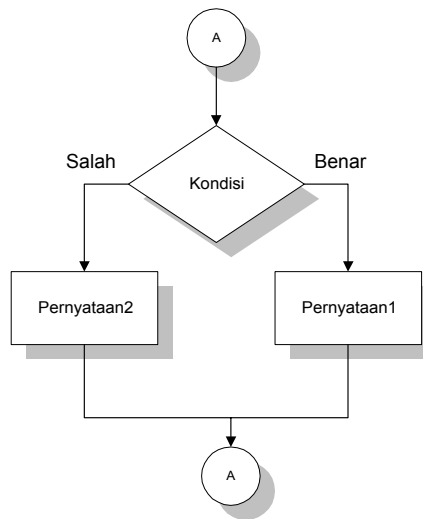 A
Salah
Benar
Kondisi
Pernyataan2
Pernyataan1
A